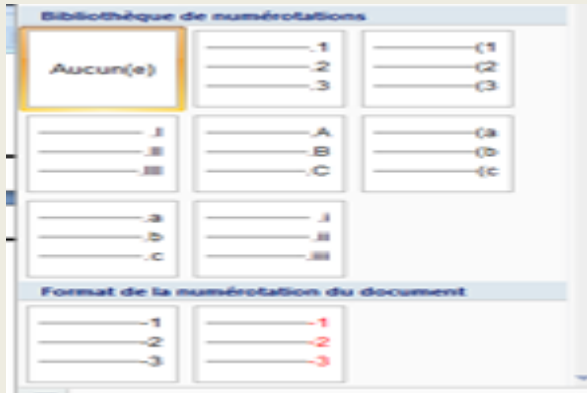 Bibliothèque de numérotations
Aucun(e)
.1
.2
.3
(1
(2
(3
.I
.II
.III
.A
.B
.C
(a
(b
(c
.a
.b
.c
.i
.ii
.iii
Format de la numérotation du document
-1
-2
-3
-1
-2
-3